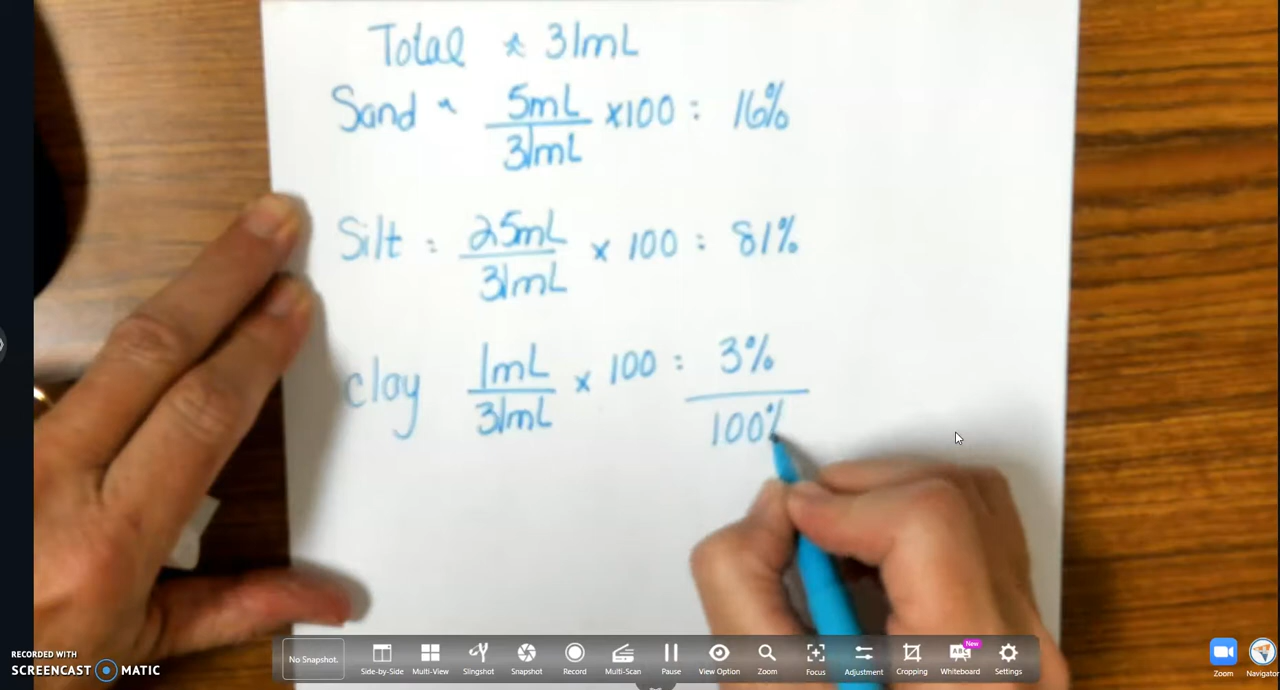 Total = 31mL
Sand = 5mL x100 = 16%
31mL
Silt = 25mL x 100 = 81%
31mL
Clay 1mL x 100 = 3%
31mL 100%
No Snapshot.
Side-by-Side
Multi-View
Slingshot
Snapshot
Record
Multi-Scan
Pause
View Option
Zoom
Focus
Adjustment
Cropping
New
ABC
Whiteboard
Settings
RECORDED WITH
SCREENCAST MATIC
Zoom
Navigator